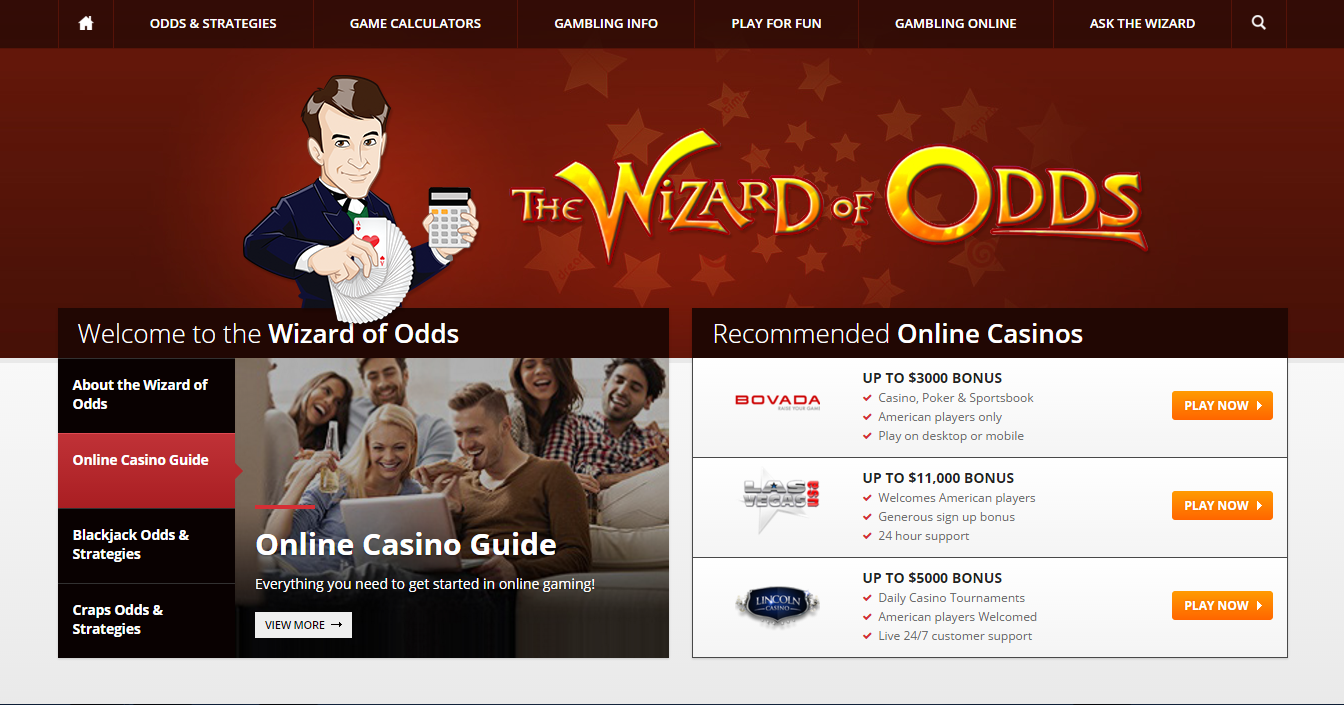 ODDS & STRATEGIES
GAME CALCULATORS
GAMBLING INFO
PLAY FOR FUN
GAMBLING ONLINE
ASK THE WIZARD
THE WIZARD OF ODDS
Welcome to the Wizard of Odds
About the Wizard of
Odds
Online Casino Guide
Blackjack Odds &
Strategies
Craps Odds &
Strategies
Online Casino Guide
Everything you need to get started in online gaming!
VIEW MORE
Recommended Online Casinos
BOVADA
RAISE YOUR GAME
UP TO $3000 BONUS
Casino, Poker & Sportsbook
American players only
Play on desktop or mobile
PLAY NOW
LAS
VEGAS
USA
UP TO $11,000 BONUS
Welcomes American players
Generous sign up bonus
24 hour support
PLAY NOW
LINCOLN
CASINO
UP TO $5000 BONUS
Daily Casino Tournaments
American players Welcomed
Live 24/7 customer support
PLAY NOW